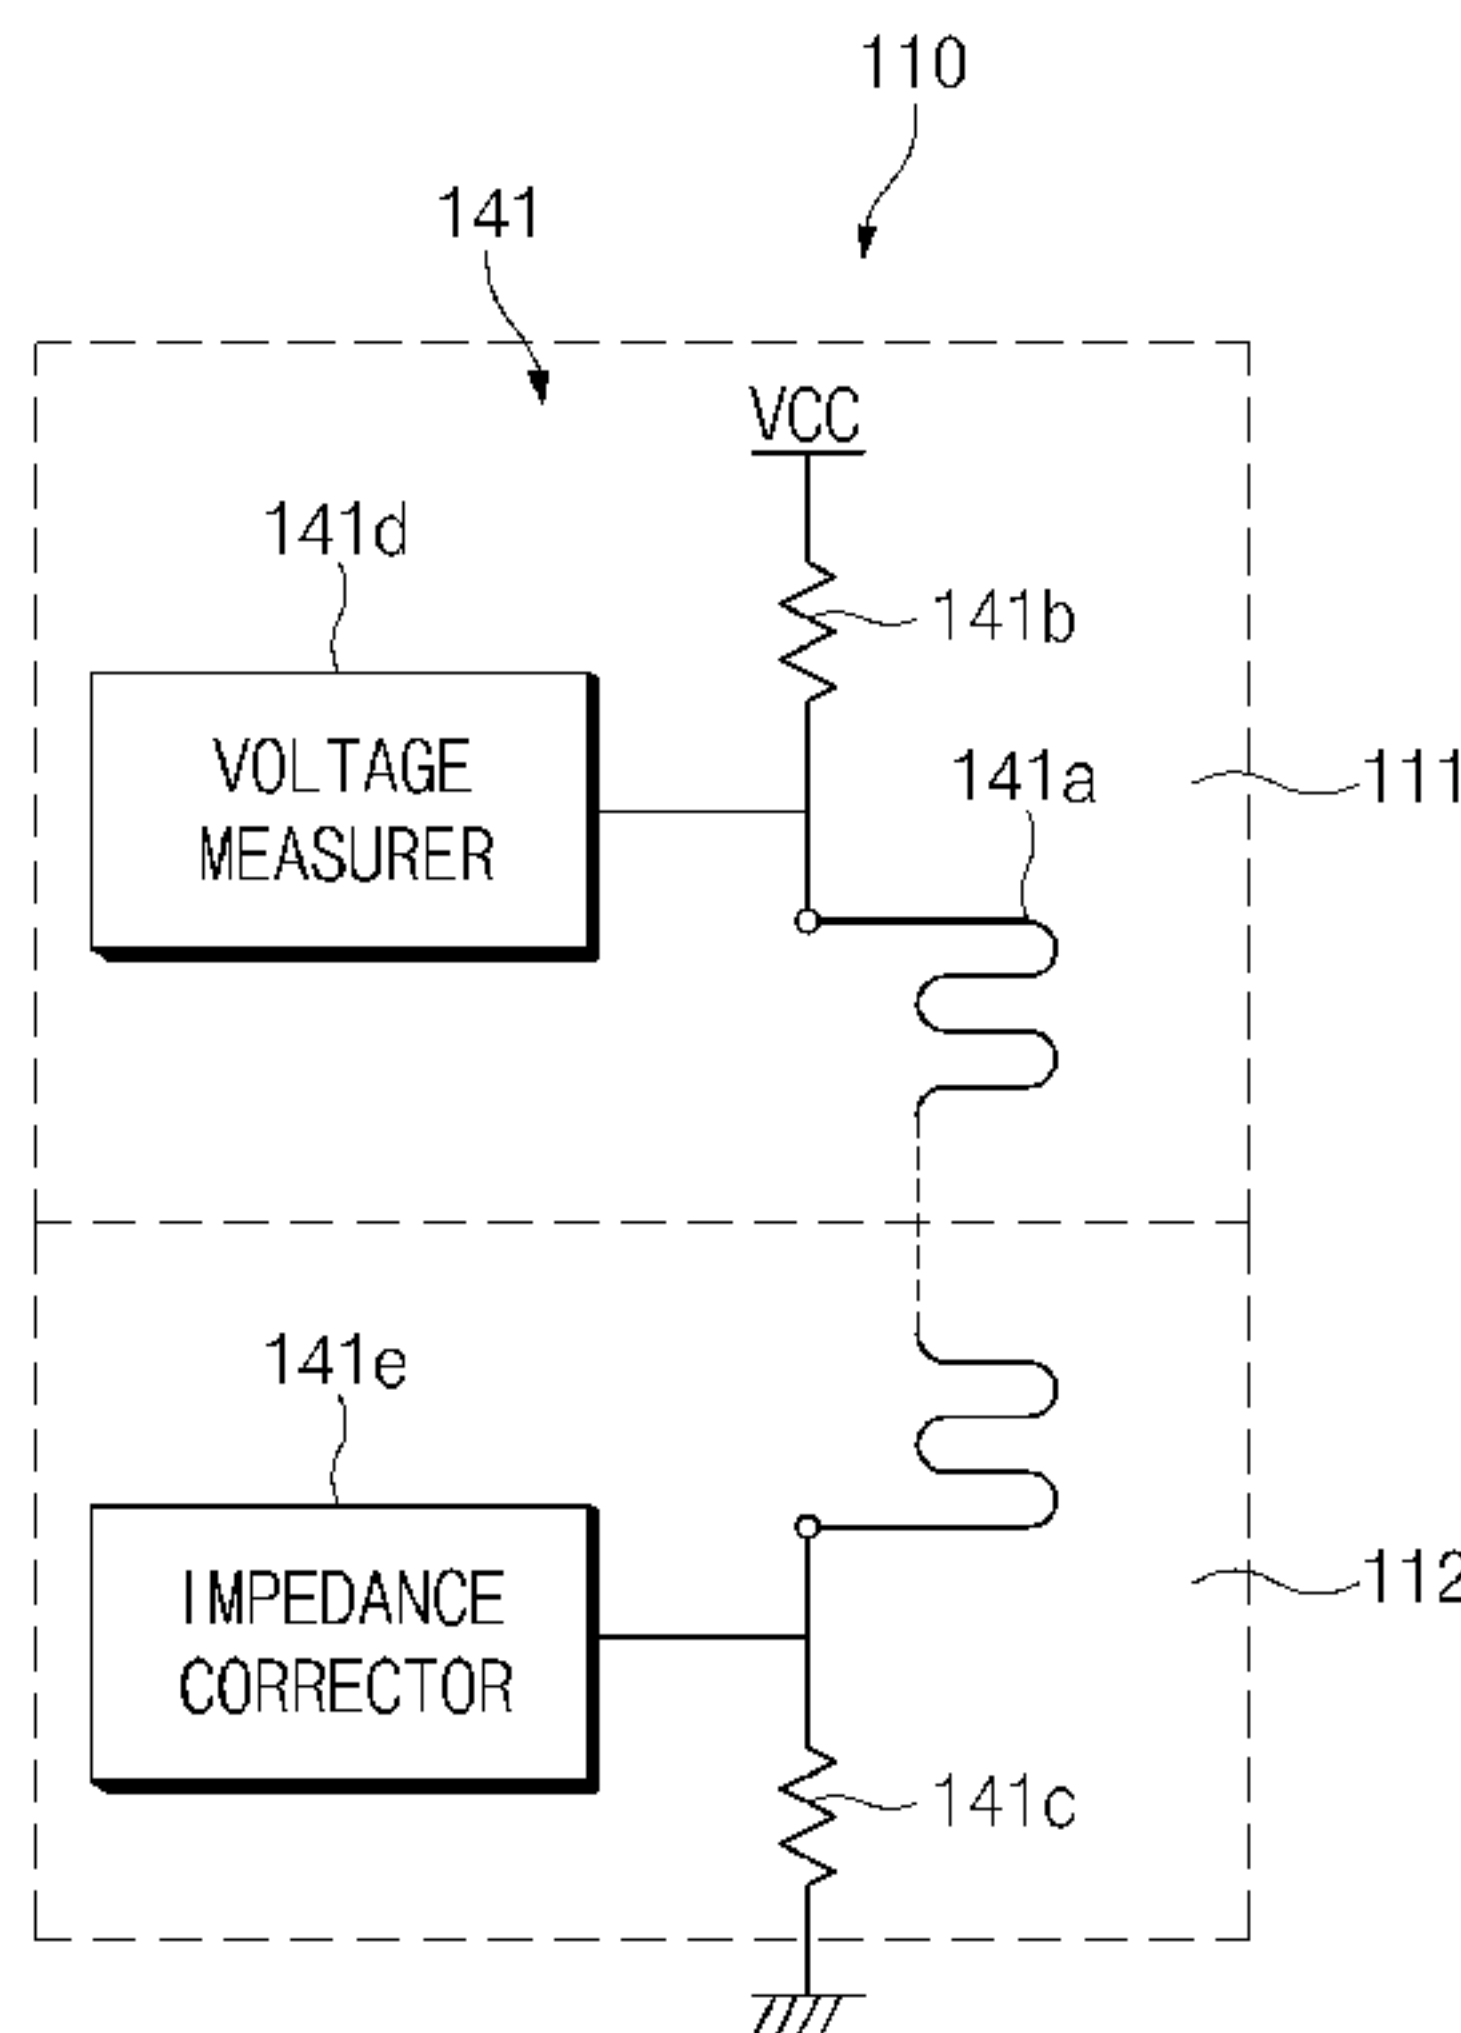 110
141
VCC
141d
141b
VOLTAGE
MEASURER
141a
111
141e
IMPEDANCE
CORRECTOR
112
141c